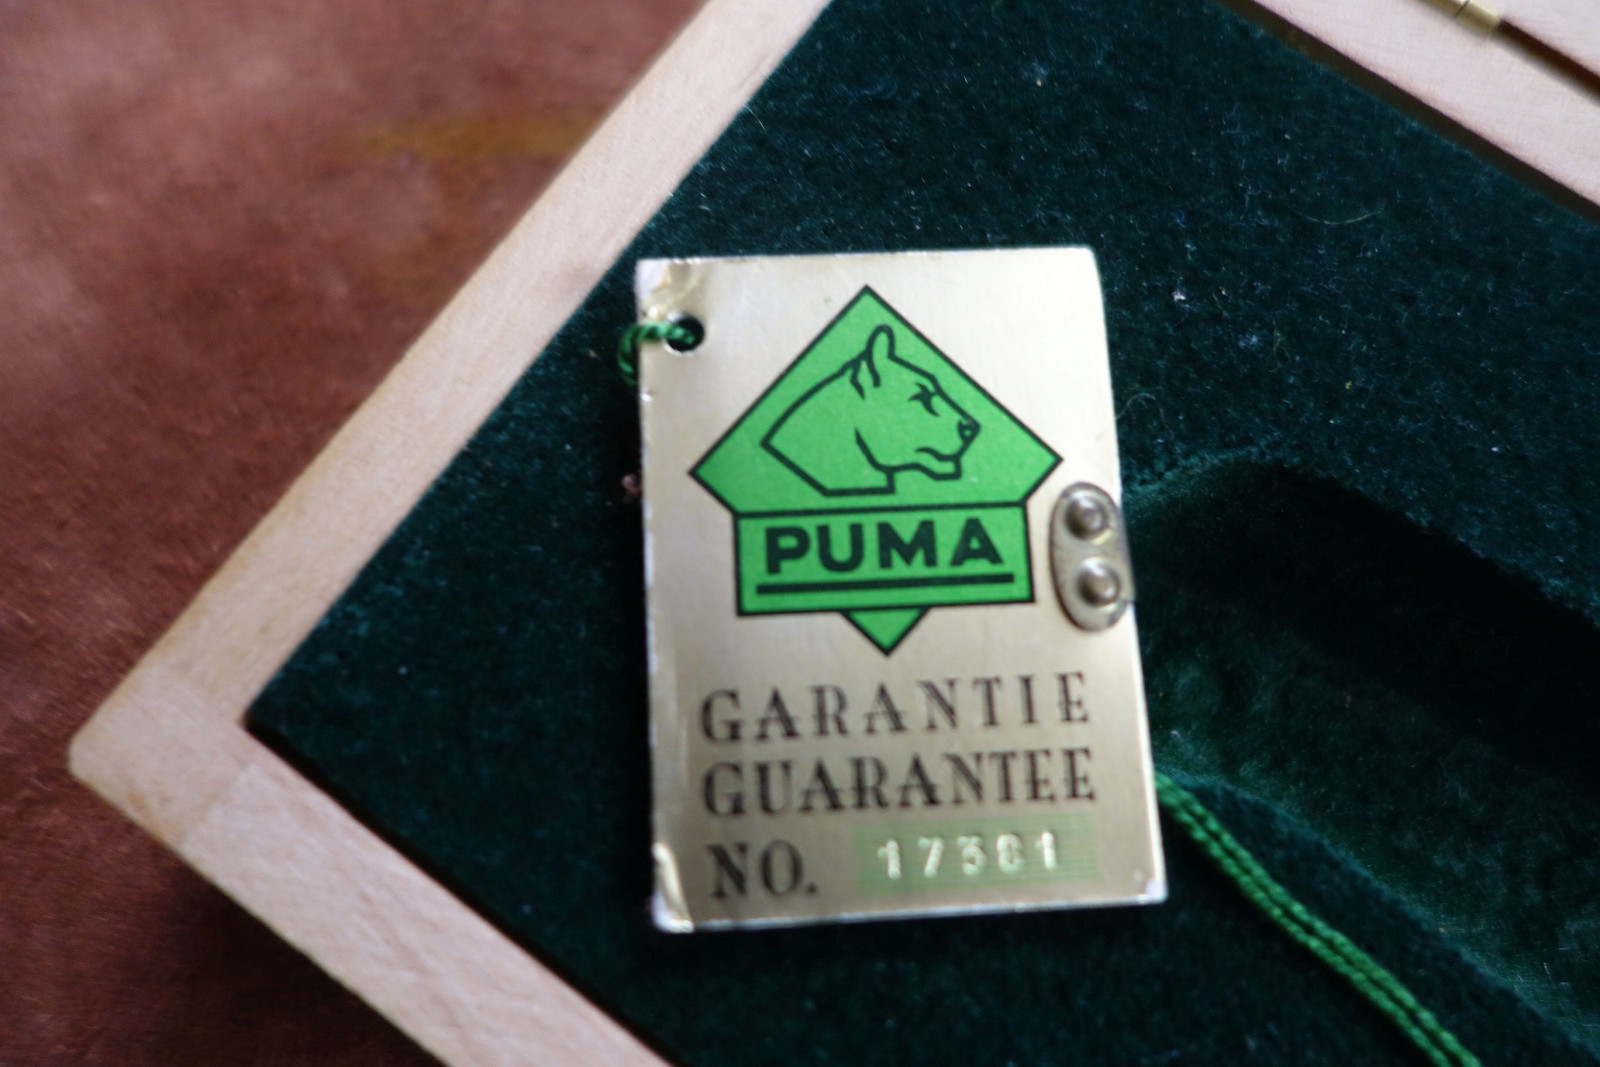 PUMA
GARANTIE
GUARANTEE
NO. 17381